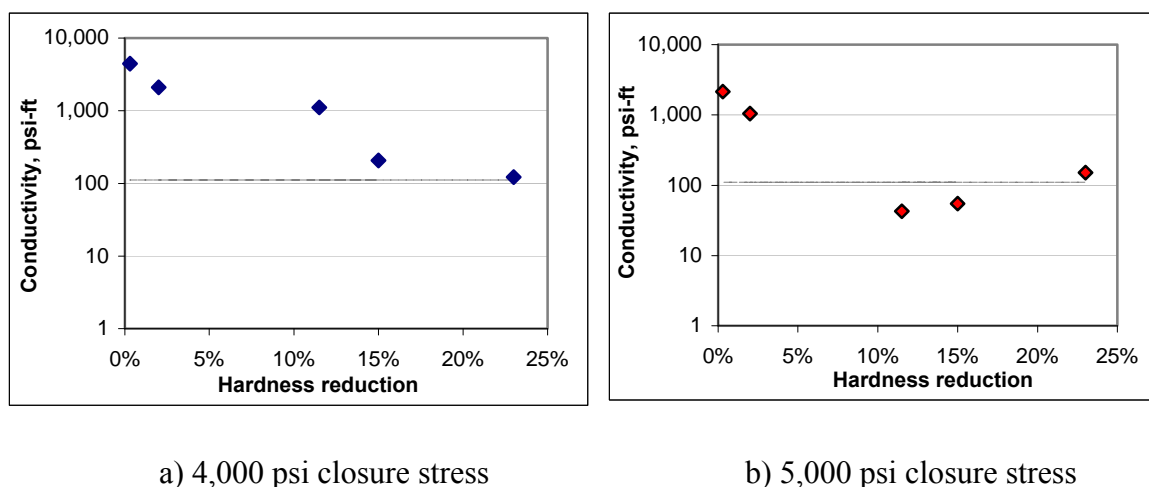 10,000
1,000
100
10
1
Conductivity, psi-ft
0% 5% 10% 15% 20% 25%
Hardness reduction
a) 4,000 psi closure stress
10,000
1,000
100
10
1
Conductivity, psi-ft
0% 5% 10% 15% 20% 25%
Hardness reduction
b) 5,000 psi closure stress